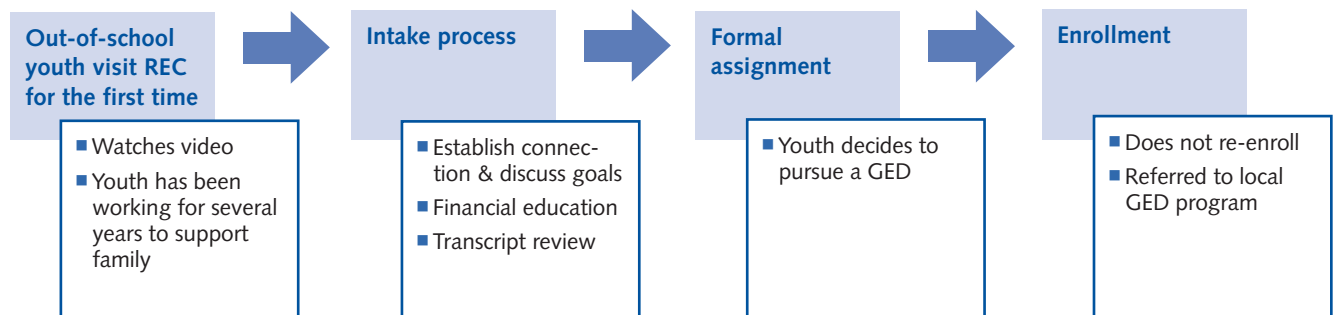 Out-of-school
youth visit REC
for the first time
■ Watches video
■ Youth has been
working for several
years to support
family
Intake process
■ Establish connec-
tion & discuss goals
■ Financial education
■ Transcript review
Formal
assignment
■ Youth decides to
pursue a GED
Enrollment
■ Does not re-enroll
■ Referred to local
GED program